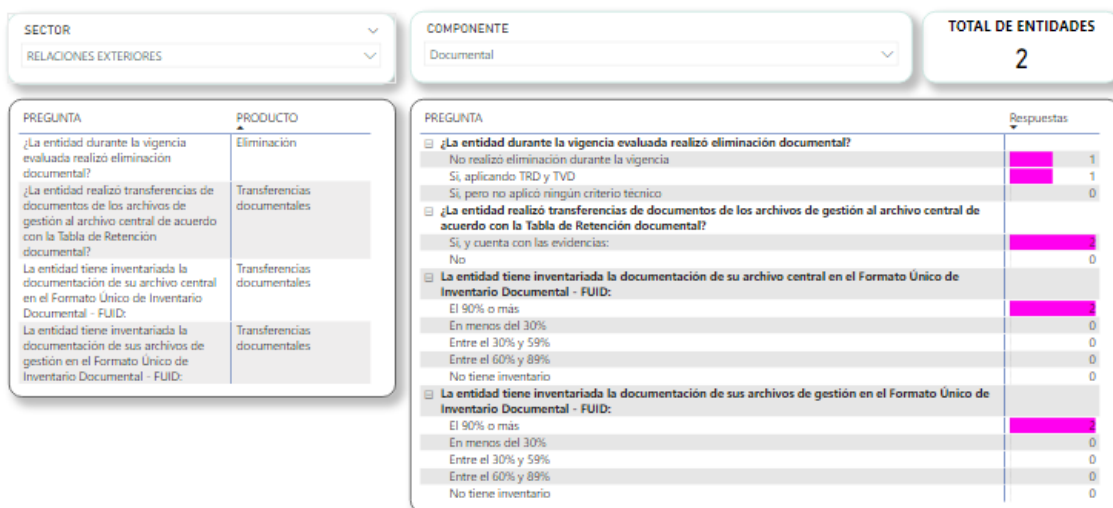 SECTOR
RELACIONES EXTERIORES
COMPONENTE
Documental
TOTAL DE ENTIDADES
2
PREGUNTA PRODUCTO
¿La entidad durante la vigencia Eliminación
evaluada realizó eliminación
documental?
¿La entidad realizó transferencias de Transferencias
documentos de los archivos de documentales
gestión al archivo central de acuerdo
con la Tabla de Retención
documental?
La entidad tiene inventariada la Transferencias
documentación de su archivo central documentales
en el Formato Único de Inventario
Documental - FUID:
La entidad tiene inventariada la Transferencias
documentación de sus archivos de documentales
gestión en el Formato Único de
Inventario Documental - FUID:
PREGUNTA Respuestas
¿La entidad durante la vigencia evaluada realizó eliminación documental?
No realizó eliminación durante la vigencia 1
Si, aplicando TRD y TVD 1
Si, pero no aplicó ningún criterio técnico 0
¿La entidad realizó transferencias de documentos de los archivos de gestión al archivo central de
acuerdo con la Tabla de Retención documental?
Si, y cuenta con las evidencias: 2
No 0
La entidad tiene inventariada la documentación de su archivo central en el Formato Único de
Inventario Documental - FUID:
El 90% o más 2
En menos del 30% 0
Entre el 30% y 59% 0
Entre el 60% y 89% 0
No tiene inventario 0
La entidad tiene inventariada la documentación de sus archivos de gestión en el Formato Único de
Inventario Documental - FUID:
El 90% o más 2
En menos del 30% 0
Entre el 30% y 59% 0
Entre el 60% y 89% 0
No tiene inventario 0